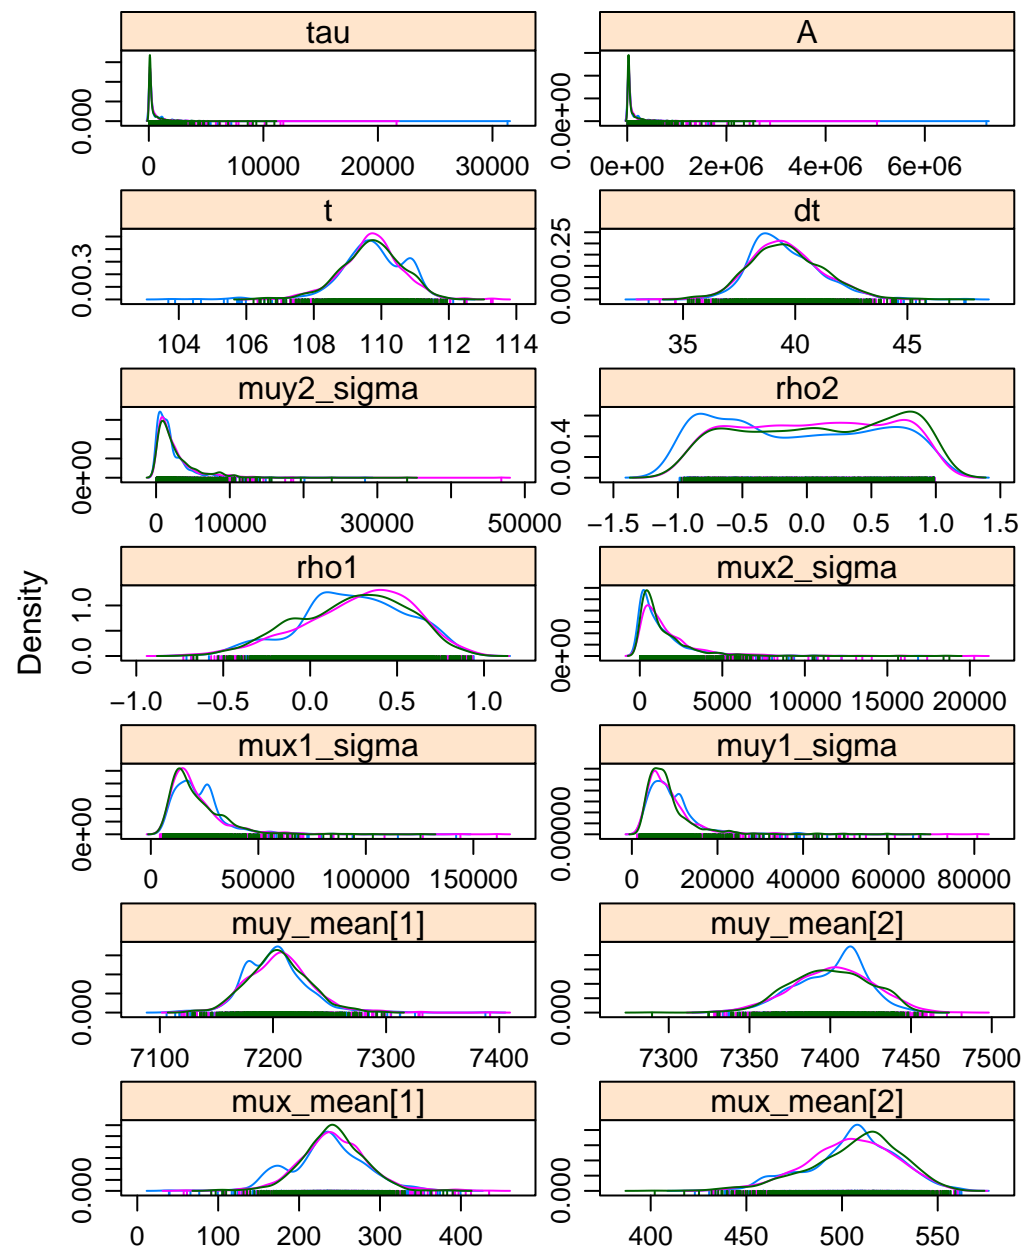 tau
A
0.000
0.0e+00
0 10000 20000 30000
0e+00 2e+06 4e+06 6e+06
t
dt
0.0 0.3
0.00 0.25
104 106 108 110 112 114
35 40 45
muy2_sigma
rho2
0e+00
0.0 0.4
0 10000 30000 50000
−1.5 −1.0 −0.5 0.0 0.5 1.0 1.5
rho1
mux2_sigma
Density
0.0 1.0
0e+00
−1.0 −0.5 0.0 0.5 1.0
0 5000 10000 15000 20000
mux1_sigma
muy1_sigma
0e+00
0.00000
0 50000 100000 150000
0 20000 40000 60000 80000
muy_mean[1]
muy_mean[2]
0.000
0.000
7100 7200 7300 7400
7300 7350 7400 7450 7500
mux_mean[1]
mux_mean[2]
0.000
0.000
0 100 200 300 400
400 450 500 550